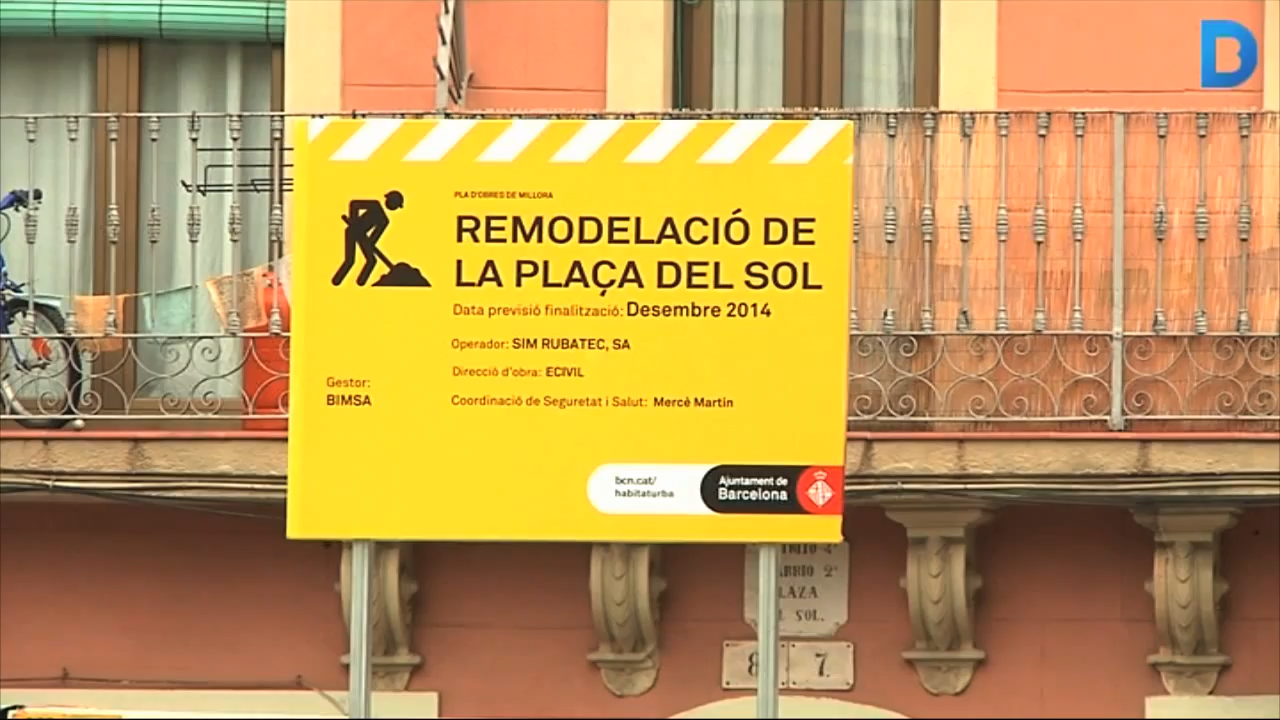 PLA D'OBRES DE MILLORA
REMODELACIÓ DE
LA PLAÇA DEL SOL
Data previsió finalització: Desembre 2014
Operador: SIM RUBATEC, SA
Direcció d'obra: ECIVIL
Gestor:
BIMSA
Coordinació de Seguretat i Salut: Mercè Martin
bcn.cat/
habitaturba
Ajuntament de
Barcelona
SOL.
8 7.